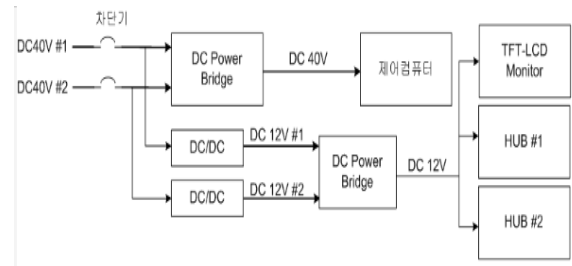 차단기
DC40V #1
DC40V #2
DC Power
Bridge
DC 40V
제어컴퓨터
TFT-LCD
Monitor
DC/DC
DC 12V #1
DC/DC
DC 12V #2
DC Power
Bridge
DC 12V
HUB #1
HUB #2